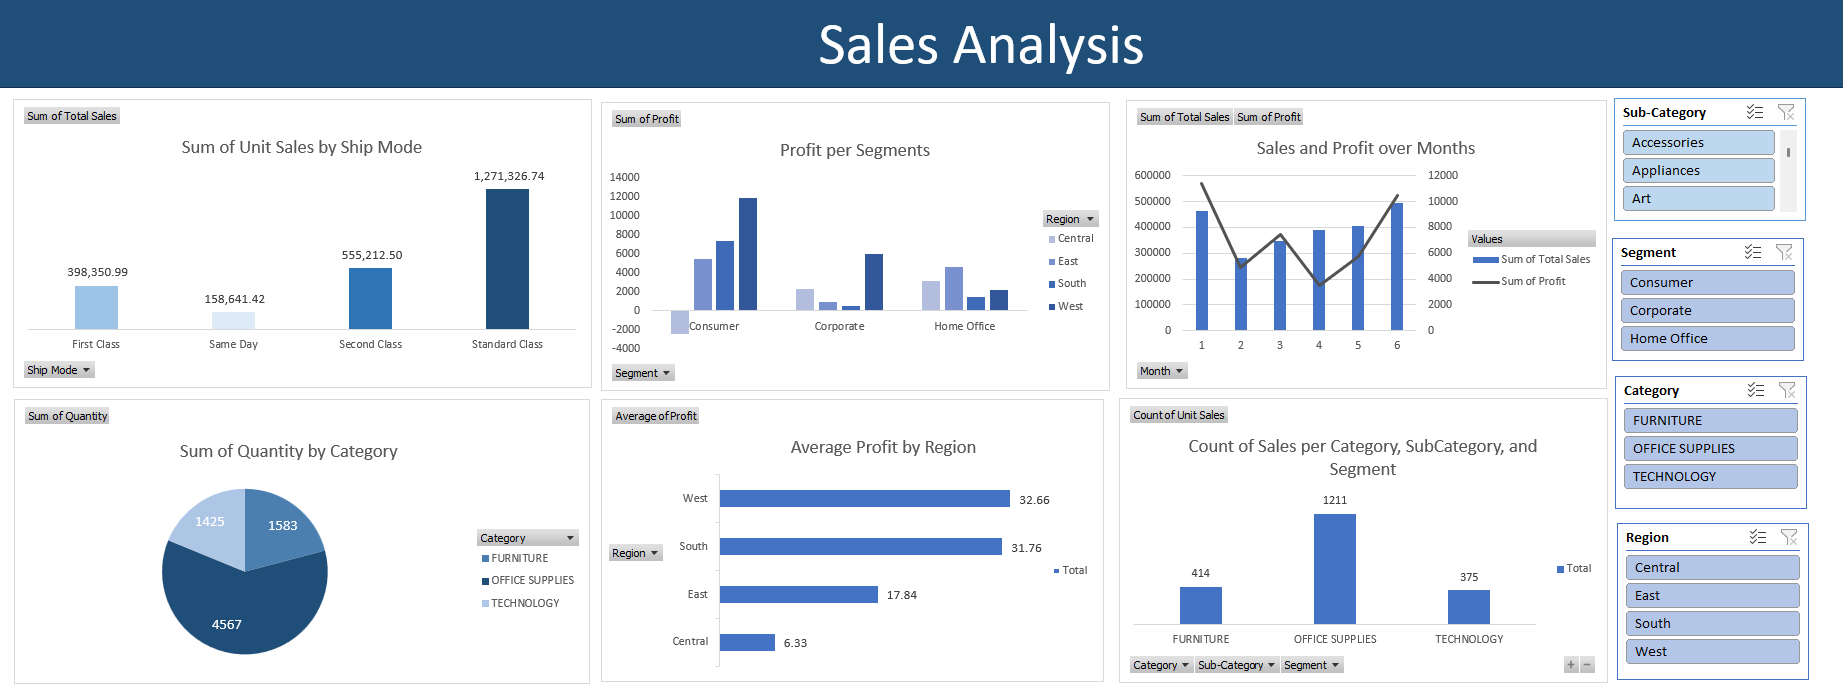 Sales Analysis
Sum of Total Sales
Sum of Unit Sales by Ship Mode
1,271,326.74
555,212.50
398,350.99
158,641.42
First Class
Same Day
Second Class
Standard Class
Ship Mode
Sum of Profit
Profit per Segments
14000
12000
10000
8000
6000
4000
2000
0
-2000
-4000
Consumer
Corporate
Home Office
Region
Central
East
South
West
Segment
Sum of Total Sales
Sum of Profit
Sales and Profit over Months
600000
500000
400000
300000
200000
100000
0
12000
10000
8000
6000
4000
2000
0
1
2
3
4
5
6
Values
Sum of Total Sales
Sum of Profit
Month
Sub-Category
Accessories
Appliances
Art
Segment
Consumer
Corporate
Home Office
Category
FURNITURE
OFFICE SUPPLIES
TECHNOLOGY
Region
Central
East
South
West
Sum of Quantity
Sum of Quantity by Category
1425
1583
4567
Category
FURNITURE
OFFICE SUPPLIES
TECHNOLOGY
Average of Profit
Average Profit by Region
West
32.66
South
31.76
East
17.84
Central
6.33
Region
Total
Count of Unit Sales
Count of Sales per Category, SubCategory, and
Segment
1211
414
375
FURNITURE
OFFICE SUPPLIES
TECHNOLOGY
Total
Category
Sub-Category
Segment